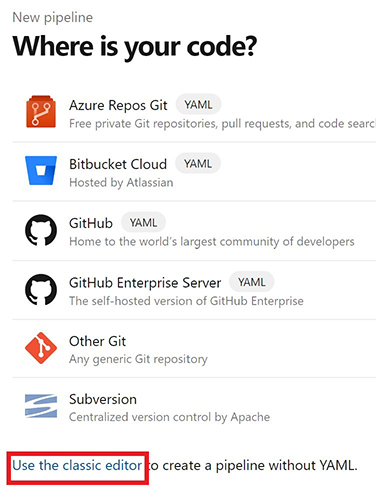 New pipeline
Where is your code?
Azure Repos Git YAML
Free private Git repositories, pull requests, and code searc
Bitbucket Cloud YAML
Hosted by Atlassian
GitHub YAML
Home to the world's largest community of developers
GitHub Enterprise Server YAML
The self-hosted version of GitHub Enterprise
Other Git
Any generic Git repository
Subversion
Centralized version control by Apache
Use the classic editor to create a pipeline without YAML.